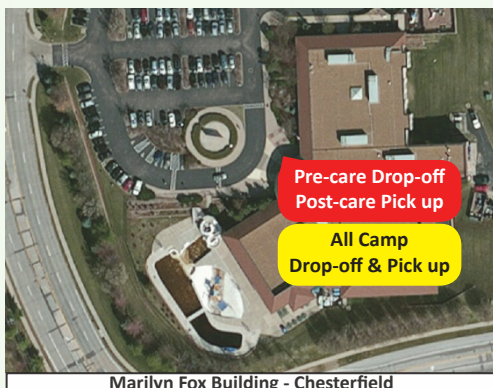 Pre-care Drop-off
Post-care Pick up
All Camp
Drop-off & Pick up
Marilyn Fox Building - Chesterfield